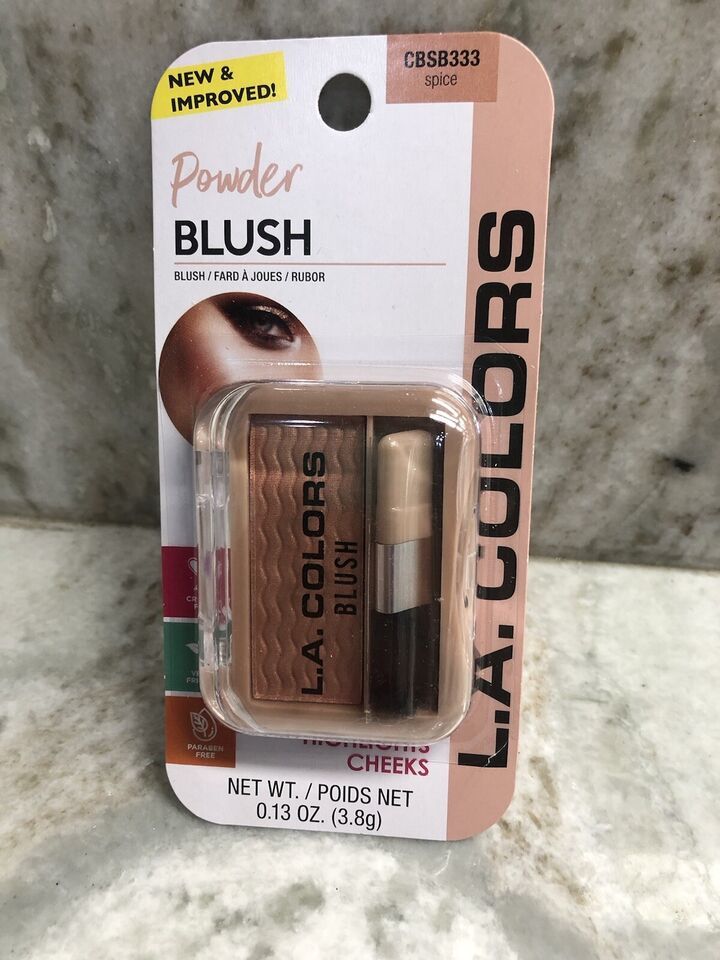 NEW &
IMPROVED!
CBSB333
spice
Powder
BLUSH
BLUSH / FARD À JOUES / RUBOR
L.A. COLORS
L.A. COLORS
BLUSH
PARABEN
FREE
HIGHLIGHTS
CHEEKS
NET WT. / POIDS NET
0.13 OZ. (3.8g)